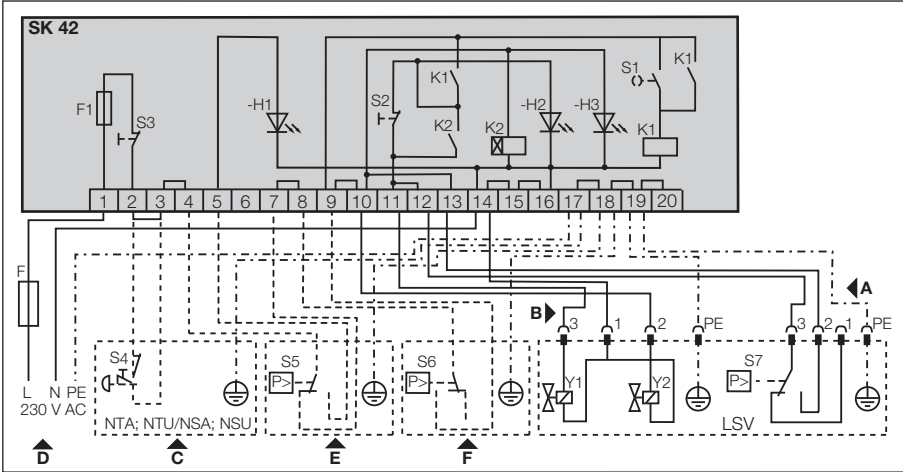 SK 42
F1
S3
-H1
S2
K1
K2
K2
-H2
-H3
S1
K1
K1
1 2 3 4 5 6 7 8 9 10 11 12 13 14 15 16 17 18 19 20
F
A
B
3 1 2 PE 3 2 1 PE
S4
S5
P>
S6
P>
Y1
Y2
S7
P>
LSV
L N PE
230 V AC
NTA; NTU/NSA; NSU
D C E F